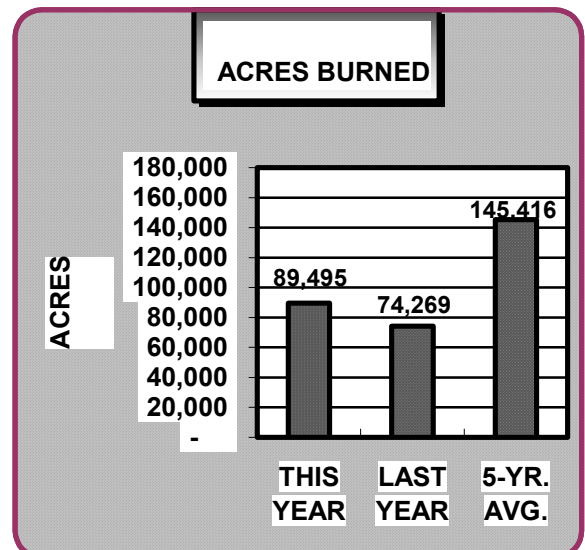 ACRES BURNED
180,000
160,000
140,000
120,000
100,000
80,000
60,000
40,000
20,000
-
ACRES
89,495
74,269
145,416
THIS YEAR
LAST YEAR
5-YR. AVG.